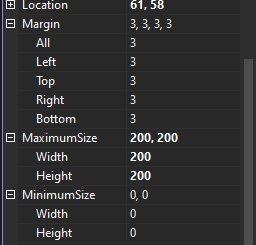 Location 61, 58
Margin 3, 3, 3, 3
All 3
Left 3
Top 3
Right 3
Bottom 3
MaximumSize 200, 200
Width 200
Height 200
MinimumSize 0, 0
Width 0
Height 0